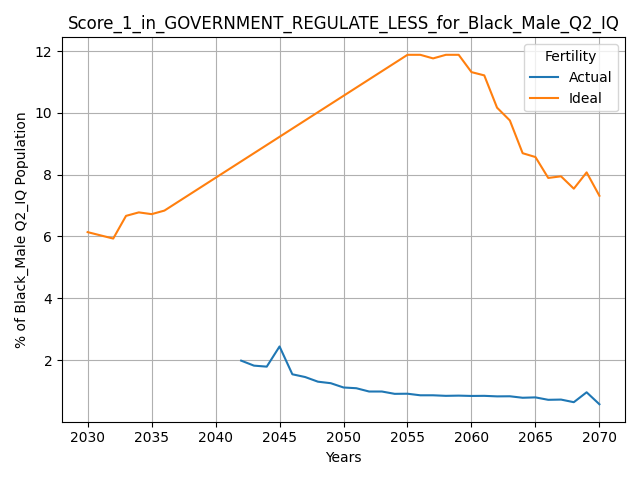 Score_1_in_GOVERNMENT_REGULATE_LESS_for_Black_Male_Q2_IQ
Fertility
Actual
Ideal
% of Black_Male Q2_IQ Population
12
10
8
6
4
2
2030 2035 2040 2045 2050 2055 2060 2065 2070
Years